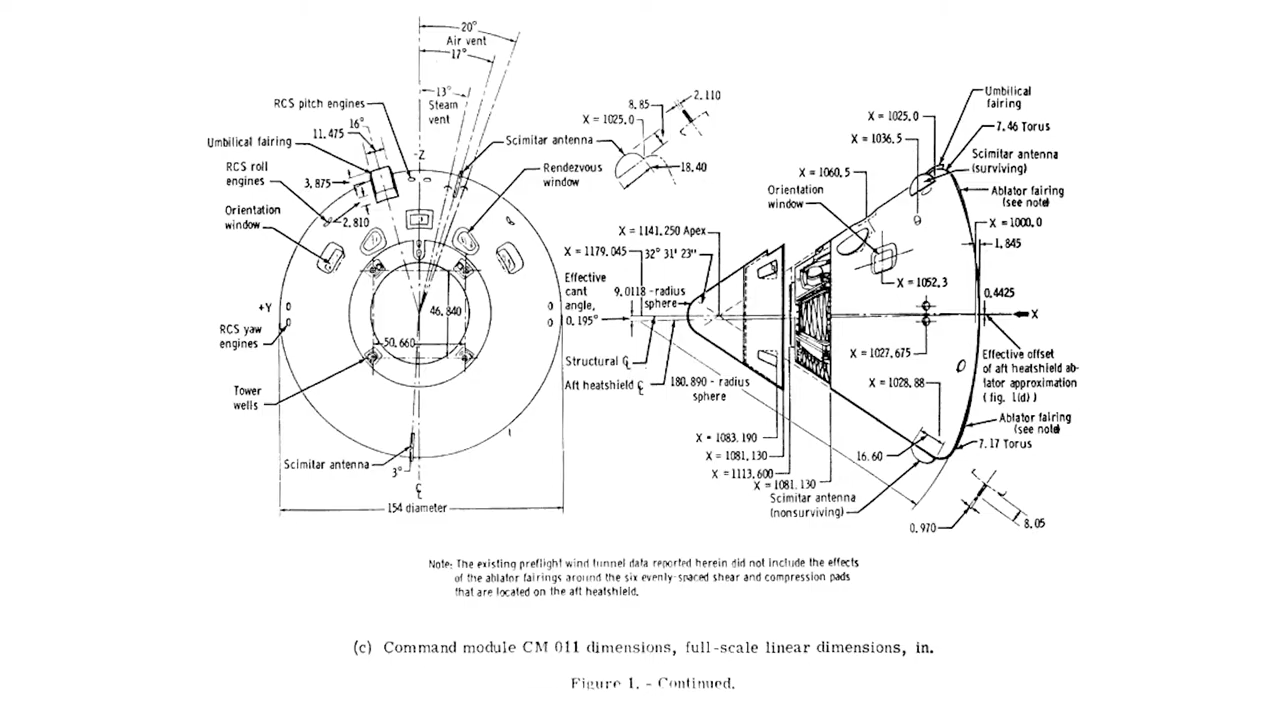 20°
Air vent
17°
13°
Steam
vent
RCS pitch engines
16°
11.475
Umbilical fairing
-Z
RCS roll
engines
3.875
2.810
Orientation
window
Scimitar antenna
Rendezvous
window
+Y
46.840
50.660
RCS yaw
engines
Tower
wells
Scimitar antenna
3°
154 diameter
8.85
2.110
X = 1025.0
18.40
X = 1141.250 Apex
X = 1179.045
32° 31' 23"
Effective
cant
angle,
0.195°
9.0118 -radius
sphere
Structural ℄
Aft heatshield ℄
180.890 - radius
sphere
X = 1083.190
X = 1081.130
X = 1113.600
X = 1081.130
Scimitar antenna
(nonsurviving)
Umbilical
fairing
X = 1025.0
7.46 Torus
X = 1036.5
Scimitar antenna
(surviving)
X = 1060.5
Orientation
window
Ablator fairing
(see note)
X = 1000.0
1.845
X = 1052.3
0.4425
X
X = 1027.675
Effective offset
of aft heatshield ab-
lator approximation
(fig. 1(d))
X = 1028.88
Ablator fairing
(see note)
7.17 Torus
16.60
0.970
8.05
Note: The existing preflight wind tunnel data reported herein did not include the effects
of the ablator fairings around the six evenly-spaced shear and compression pads
that are located on the aft heatshield.
(c) Command module CM 011 dimensions, full-scale linear dimensions, in.
Figure 1. - Continued.